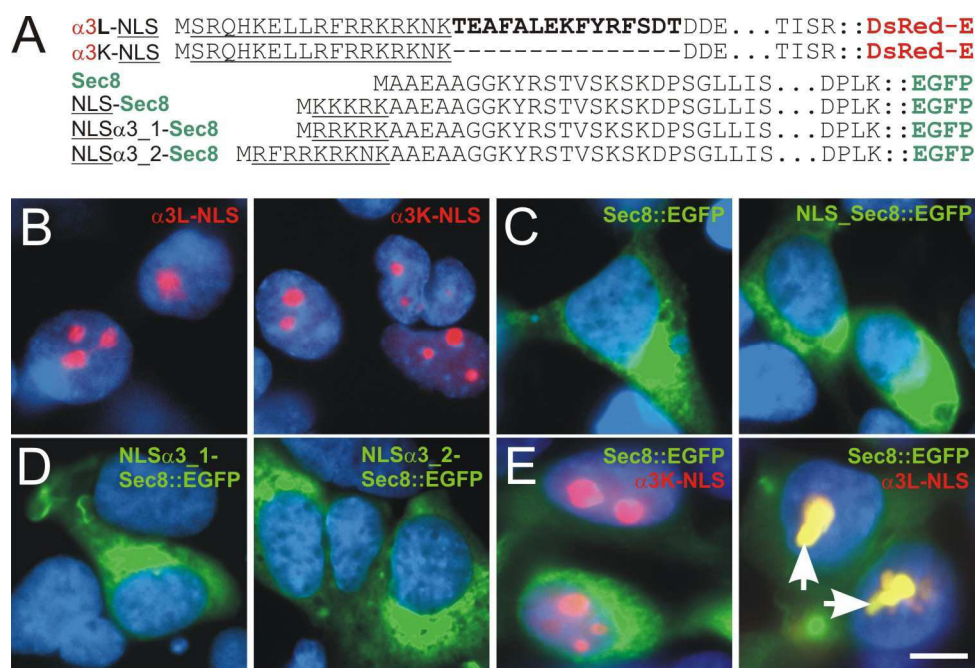 A
α3L-NLS MSRQHKELLRFRRKRKNKTEAFALEKFYRFSDTDDE...TISR::DsRed-E
α3K-NLS MSRQHKELLRFRRKRKNK---------------DDE...TISR::DsRed-E
Sec8 MAAEAAGGKYRSTVSKSKDPSGLLIS...DPLK::EGFP
NLS-Sec8 MKKKRKAAEAAGGKYRSTVSKSKDPSGLLIS...DPLK::EGFP
NLSα3_1-Sec8 MRRKRKAAEAAGGKYRSTVSKSKDPSGLLIS...DPLK::EGFP
NLSα3_2-Sec8 MRFRRKRKNKAAEAAGGKYRSTVSKSKDPSGLLIS...DPLK::EGFP
B
α3L-NLS
α3K-NLS
C
Sec8::EGFP
NLS_Sec8::EGFP
D
NLSα3_1-
Sec8::EGFP
NLSα3_2-
Sec8::EGFP
E
Sec8::EGFP
α3K-NLS
Sec8::EGFP
α3L-NLS